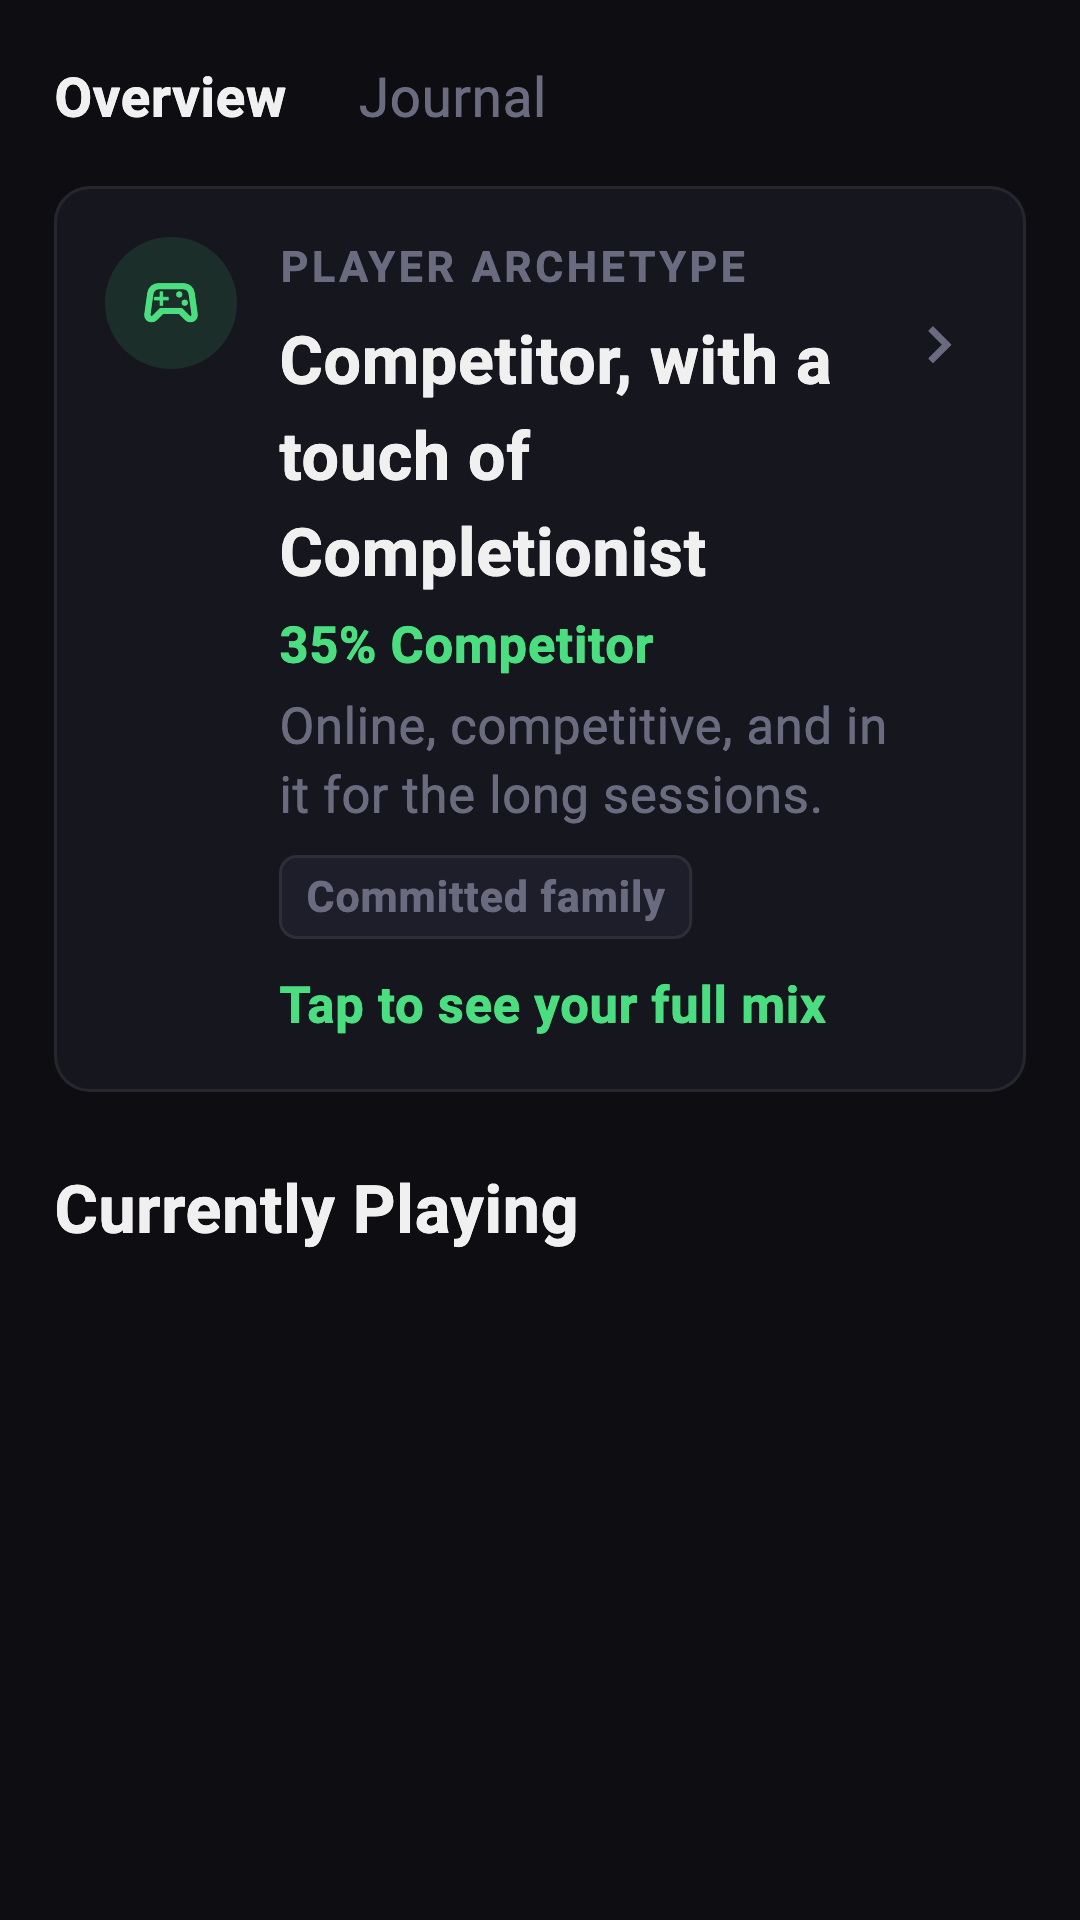 Overview Journal
PLAYER ARCHETYPE
Competitor, with a
touch of
Completionist
35% Competitor
Online, competitive, and in
it for the long sessions.
Committed family
Tap to see your full mix
Currently Playing